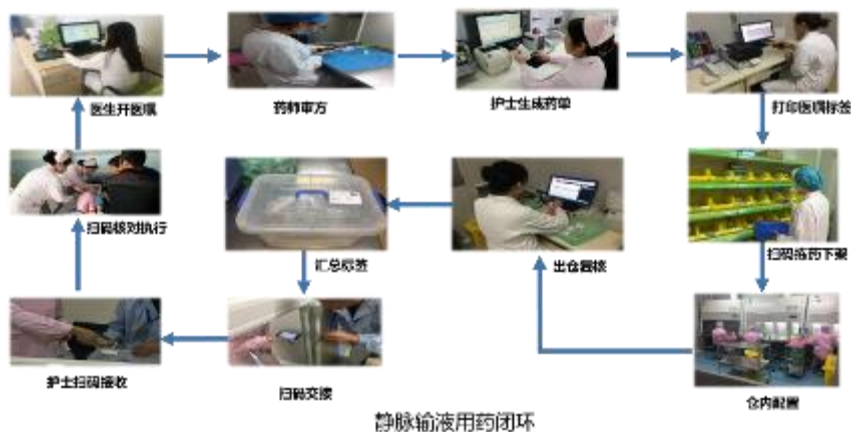 医生开医嘱
药师审方
护士生成药单
打印医嘱标签
扫码核对执行
汇总标签
出仓复核
扫码拣药下架
护士扫码接收
扫码交接
仓内配置
静脉输液用药闭环